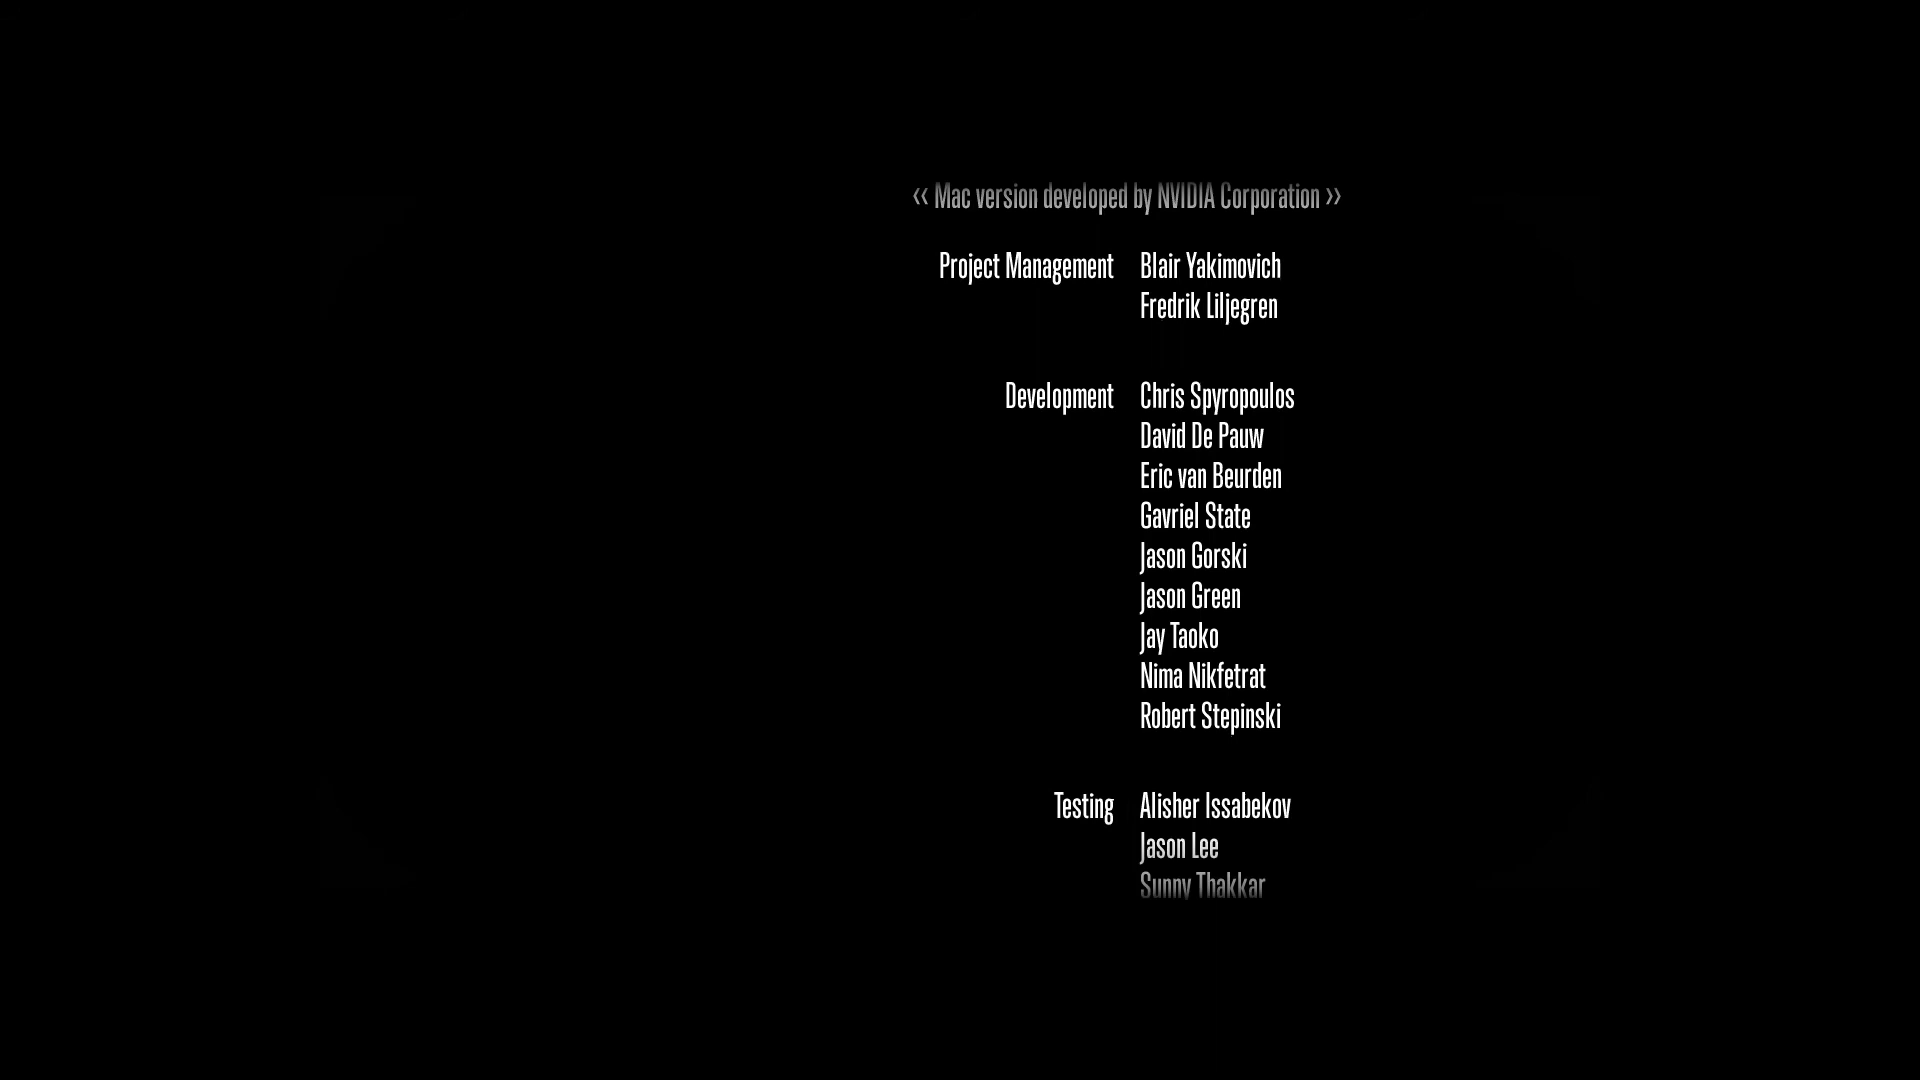 « Mac version developed by NVIDIA Corporation »
Project Management Blair Yakimovich
Fredrik Liljegren
Development Chris Spyropoulos
David De Pauw
Eric van Beurden
Gavriel State
Jason Gorski
Jason Green
Jay Taoko
Nima Nikfetrat
Robert Stepinski
Testing Alisher Issabekov
Jason Lee
Sunny Thakkar